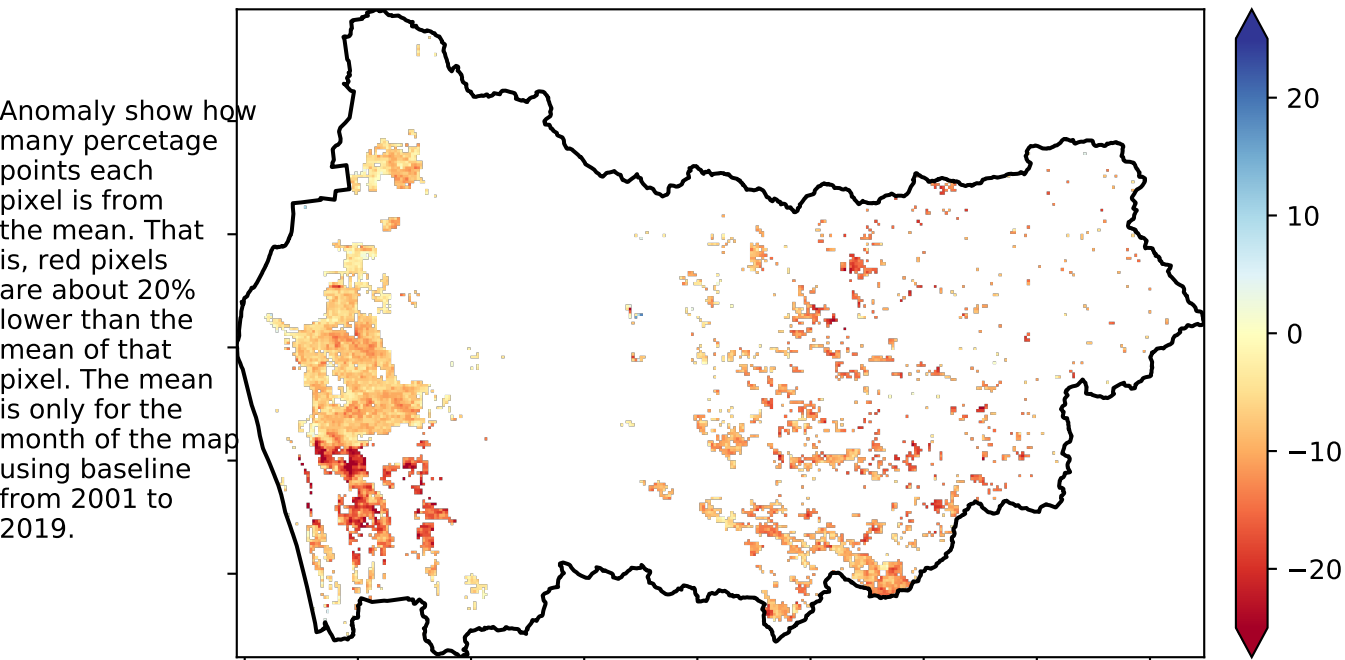 Anomaly show how
many percetage
points each
pixel is from
the mean. That
is, red pixels
are about 20%
lower than the
mean of that
pixel. The mean
is only for the
month of the map
using baseline
from 2001 to
2019.
20
10
0
−10
−20